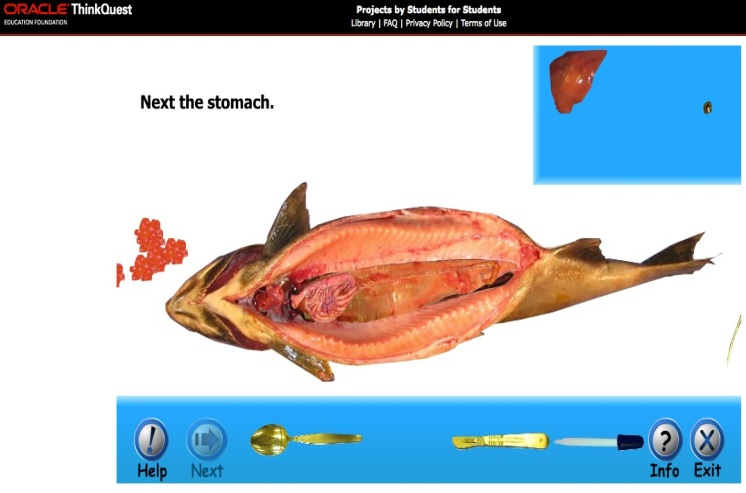 ORACLE ThinkQuest
EDUCATION FOUNDATION
Projects by Students for Students
Library | FAQ | Privacy Policy | Terms of Use
Next the stomach.
Help
Next
Info
Exit